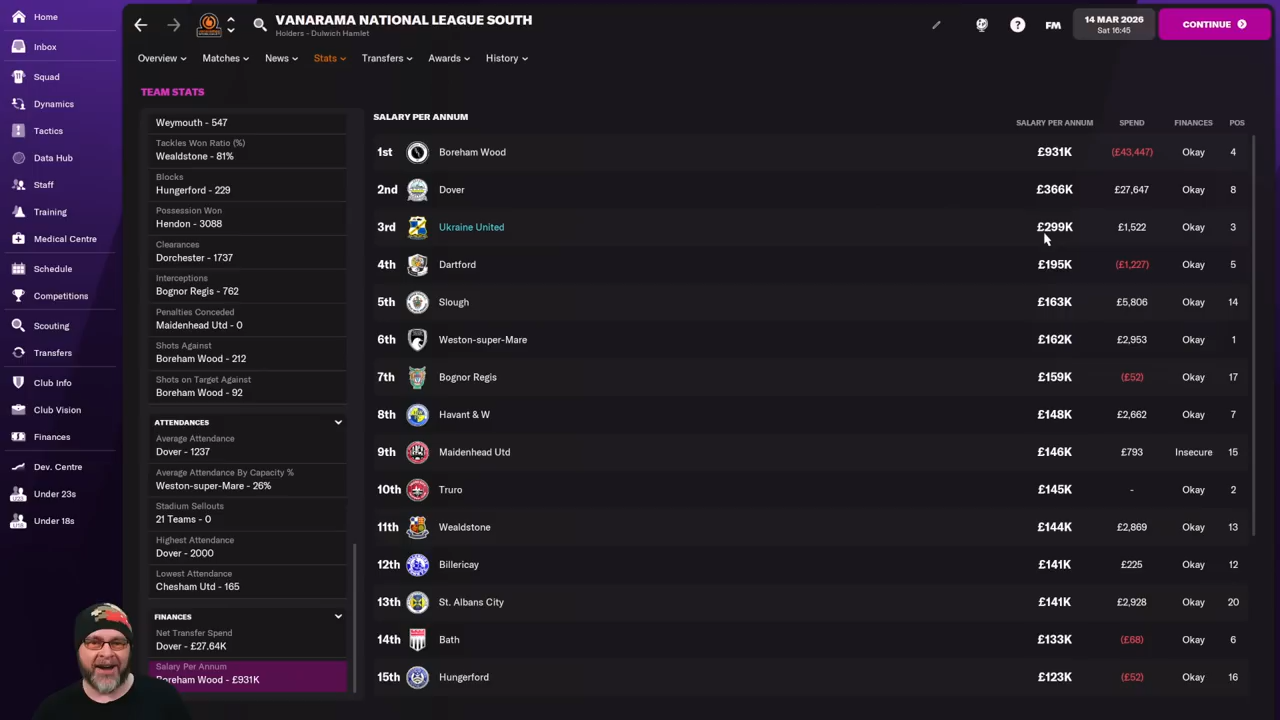 VANARAMA NATIONAL LEAGUE SOUTH
Holders - Dulwich Hamlet
FM
14 MAR 2026
Sat 16:45
CONTINUE
Home
Inbox
Squad
Dynamics
Tactics
Data Hub
Staff
Training
Medical Centre
Schedule
Competitions
Scouting
Transfers
Club Info
Club Vision
Finances
Dev. Centre
Under 23s
Under 18s
Overview
Matches
News
Stats
Transfers
Awards
History
TEAM STATS
Weymouth - 547
Tackles Won Ratio (%)
Wealdstone - 81%
Blocks
Hungerford - 229
Possession Won
Hendon - 3088
Clearances
Dorchester - 1737
Interceptions
Bognor Regis - 762
Penalties Conceded
Maidenhead Utd - 0
Shots Against
Boreham Wood - 212
Shots on Target Against
Boreham Wood - 92
ATTENDANCES
Average Attendance
Dover - 1237
Average Attendance By Capacity %
Weston-super-Mare - 26%
Stadium Sellouts
21 Teams - 0
Highest Attendance
Dover - 2000
Lowest Attendance
Chesham Utd - 165
FINANCES
Net Transfer Spend
Dover - £27.64K
Salary Per Annum
Boreham Wood - £931K
SALARY PER ANNUM
SALARY PER ANNUM SPEND FINANCES POS
1st Boreham Wood £931K (£43,447) Okay 4
2nd Dover £366K £27,647 Okay 8
3rd Ukraine United £299K £1,522 Okay 3
4th Dartford £195K (£1,227) Okay 5
5th Slough £163K £5,806 Okay 14
6th Weston-super-Mare £162K £2,953 Okay 1
7th Bognor Regis £159K (£52) Okay 17
8th Havant & W £148K £2,662 Okay 7
9th Maidenhead Utd £146K £793 Insecure 15
10th Truro £145K - Okay 2
11th Wealdstone £144K £2,869 Okay 13
12th Billericay £141K £225 Okay 12
13th St. Albans City £141K £2,928 Okay 20
14th Bath £133K (£68) Okay 6
15th Hungerford £123K (£52) Okay 16